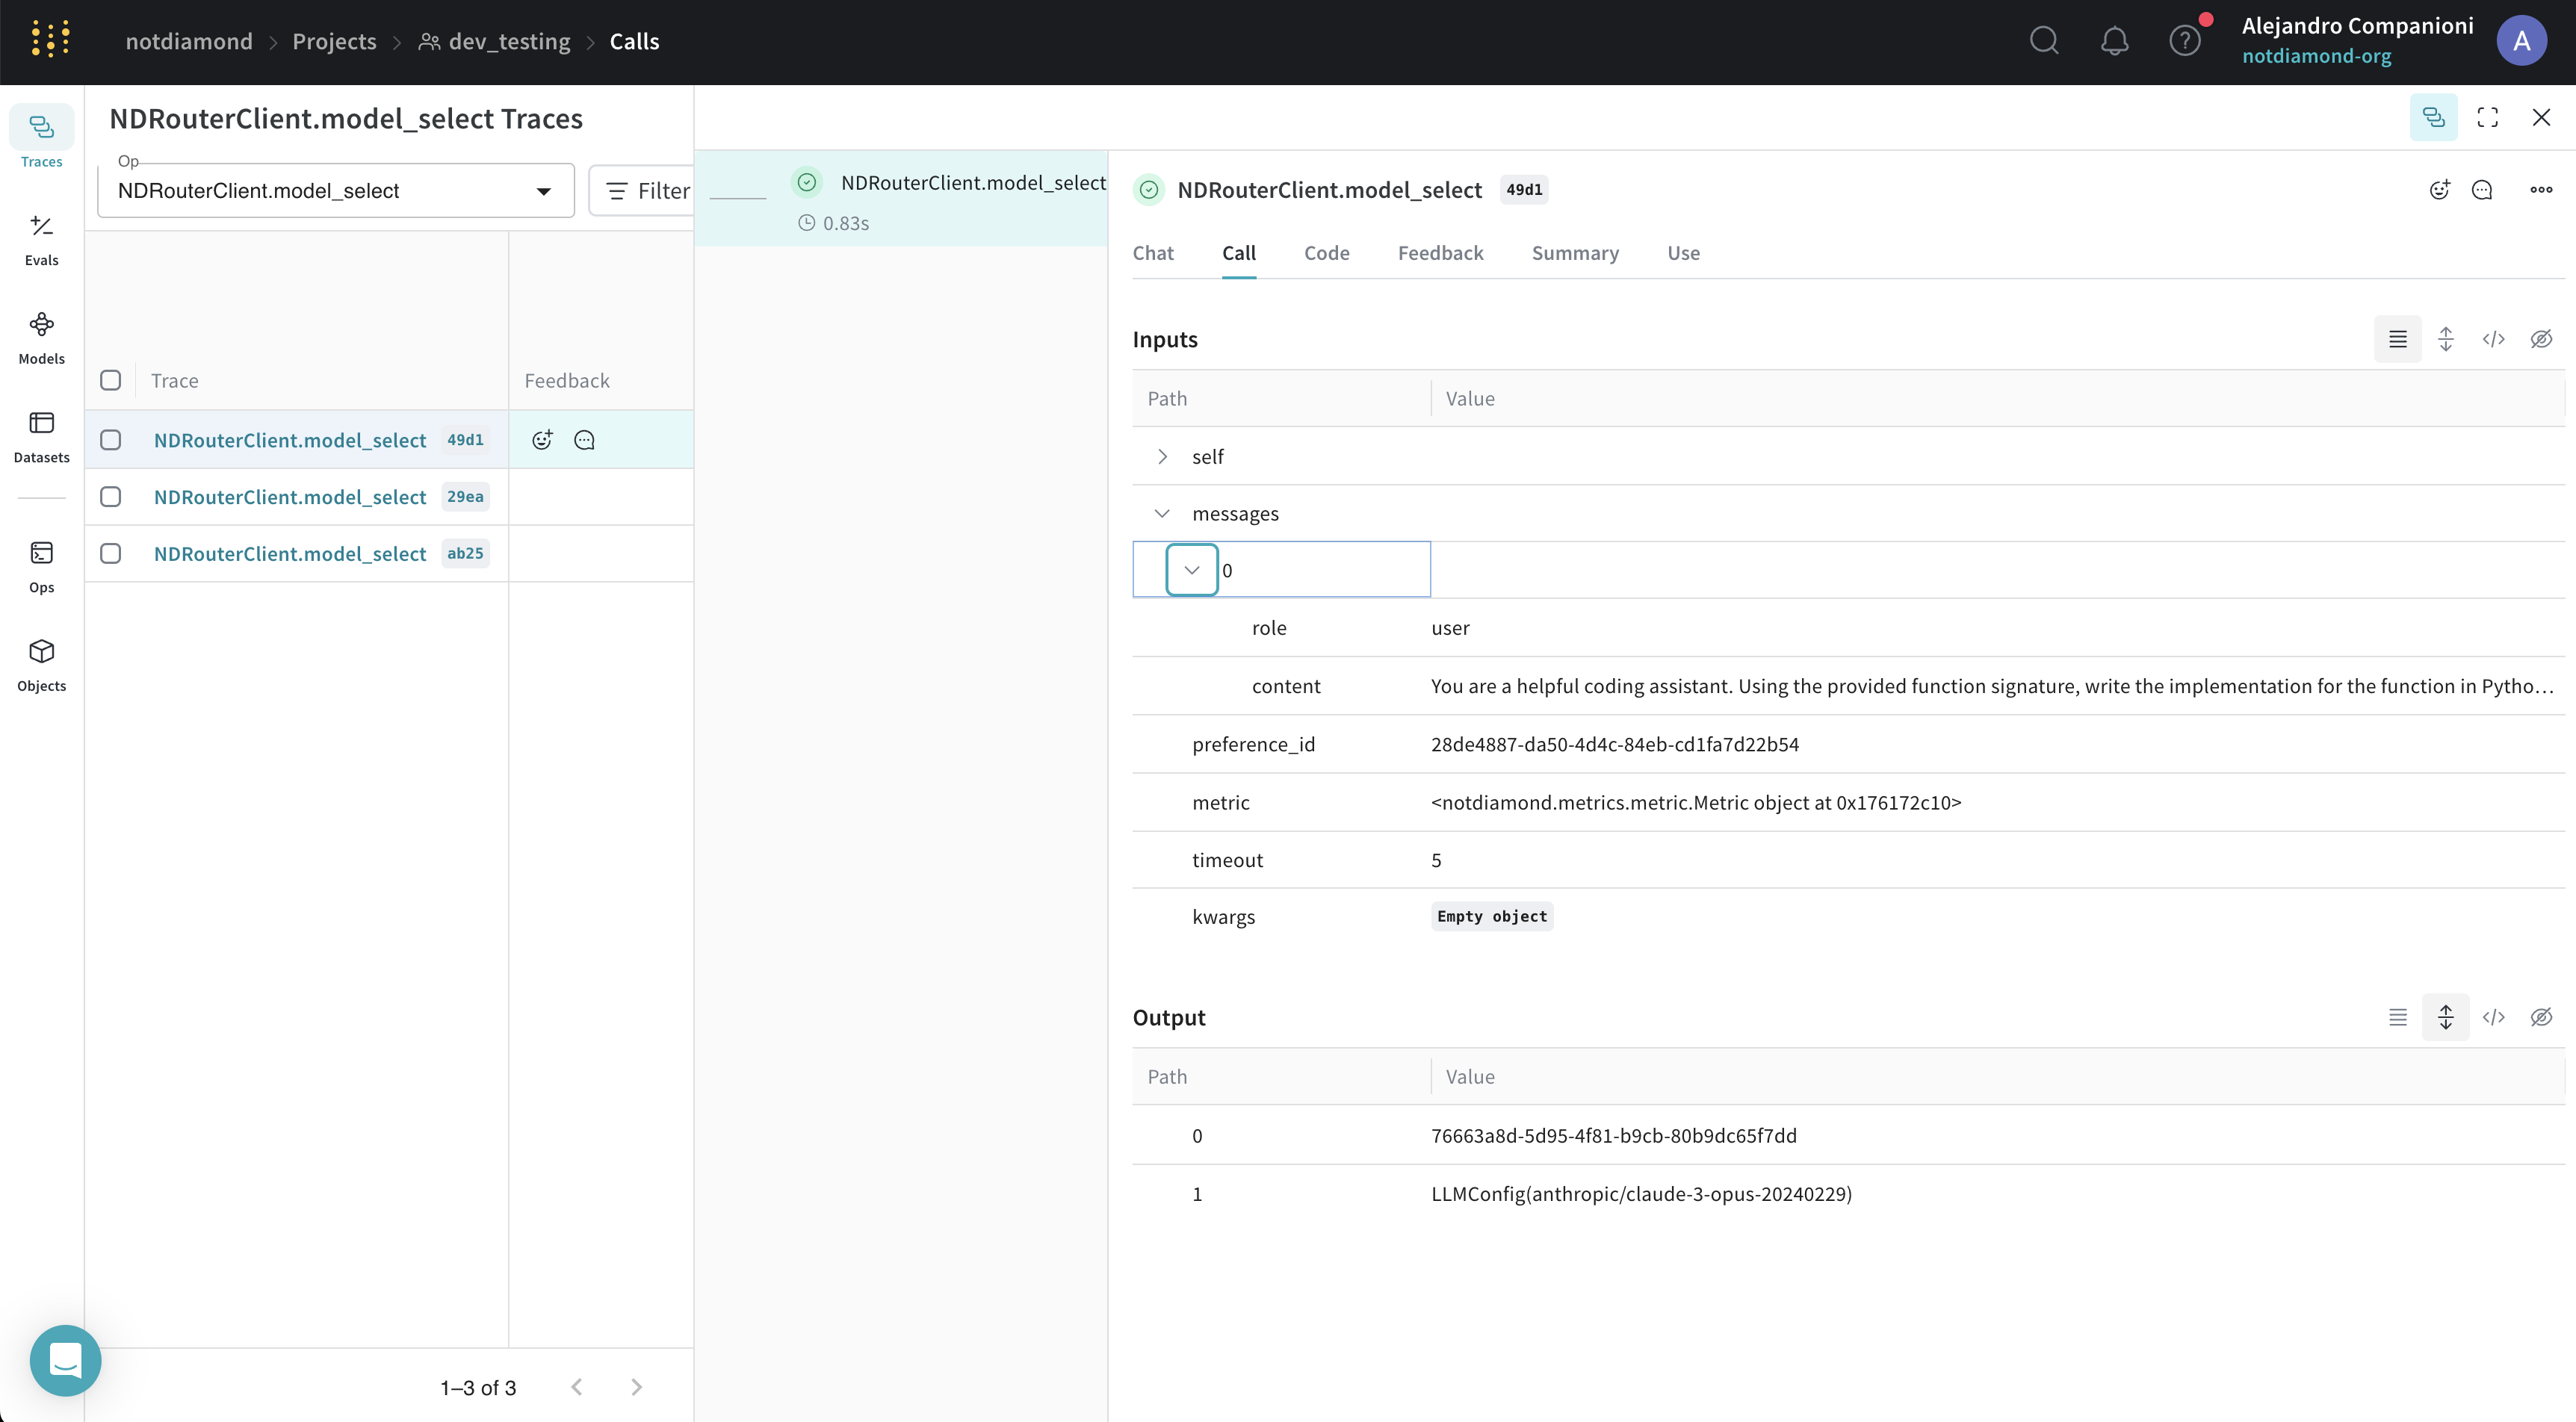 notdiamond > Projects > dev_testing > Calls
Alejandro Companioni
notdiamond-org
A
Traces
Evals
Models
Datasets
Ops
Objects
NDRouterClient.model_select Traces
Op
NDRouterClient.model_select
Filter
Trace
Feedback
NDRouterClient.model_select 49d1
NDRouterClient.model_select 29ea
NDRouterClient.model_select ab25
1–3 of 3
NDRouterClient.model_select
0.83s
NDRouterClient.model_select 49d1
Chat Call Code Feedback Summary Use
Inputs
Path Value
self
messages
0
role user
content You are a helpful coding assistant. Using the provided function signature, write the implementation for the function in Pytho...
preference_id 28de4887-da50-4d4c-84eb-cd1fa7d22b54
metric <notdiamond.metrics.metric.Metric object at 0x176172c10>
timeout 5
kwargs Empty object
Output
Path Value
0 76663a8d-5d95-4f81-b9cb-80b9dc65f7dd
1 LLMConfig(anthropic/claude-3-opus-20240229)